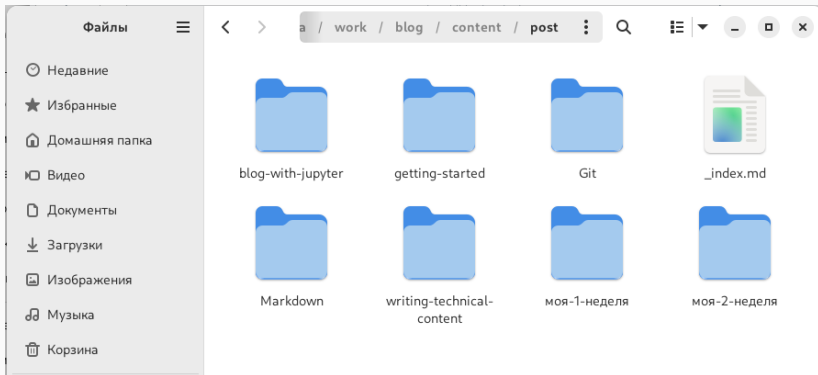 Файлы
a / work / blog / content / post
Недавние
Избранные
Домашняя папка
Видео
Документы
Загрузки
Изображения
Музыка
Корзина
blog-with-jupyter
getting-started
Git
_index.md
Markdown
writing-technical-
content
моя-1-неделя
моя-2-неделя